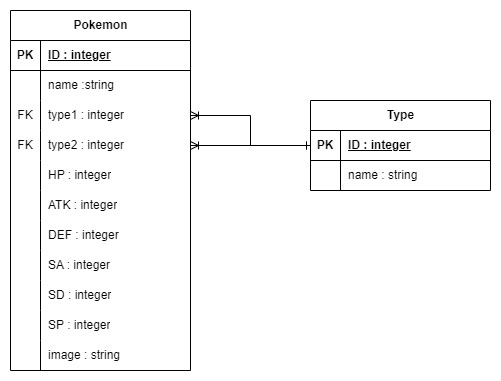 Pokemon
PK ID : integer
name :string
FK type1 : integer
FK type2 : integer
HP : integer
ATK : integer
DEF : integer
SA : integer
SD : integer
SP : integer
image : string
Type
PK ID : integer
name : string